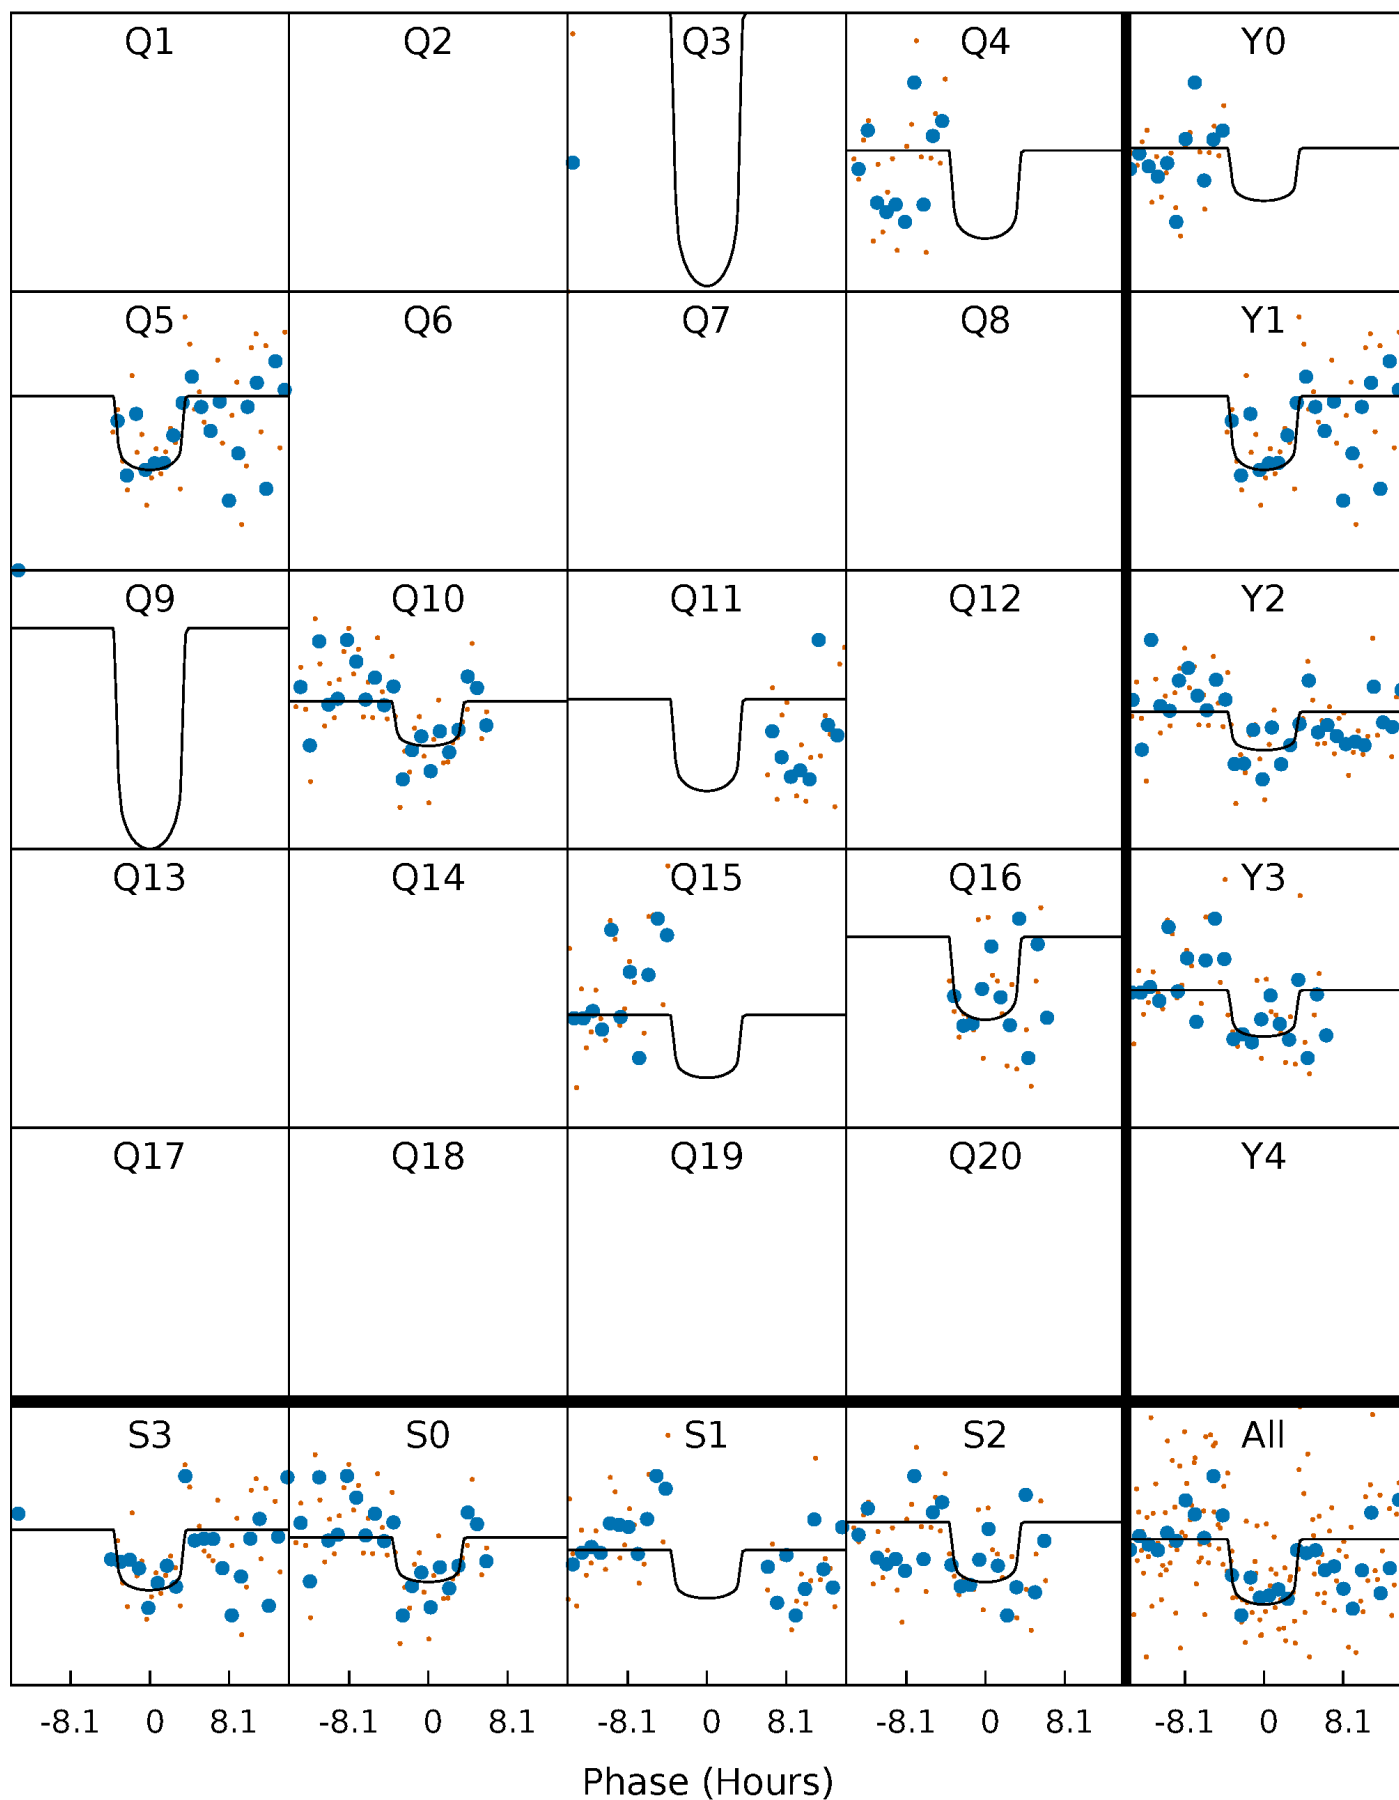 Q1 Q2 Q3 Q4 Y0
Q5 Q6 Q7 Q8 Y1
Q9 Q10 Q11 Q12 Y2
Q13 Q14 Q15 Q16 Y3
Q17 Q18 Q19 Q20 Y4
S3 S0 S1 S2 All
-8.1 0 8.1 -8.1 0 8.1 -8.1 0 8.1 -8.1 0 8.1 -8.1 0 8.1
Phase (Hours)